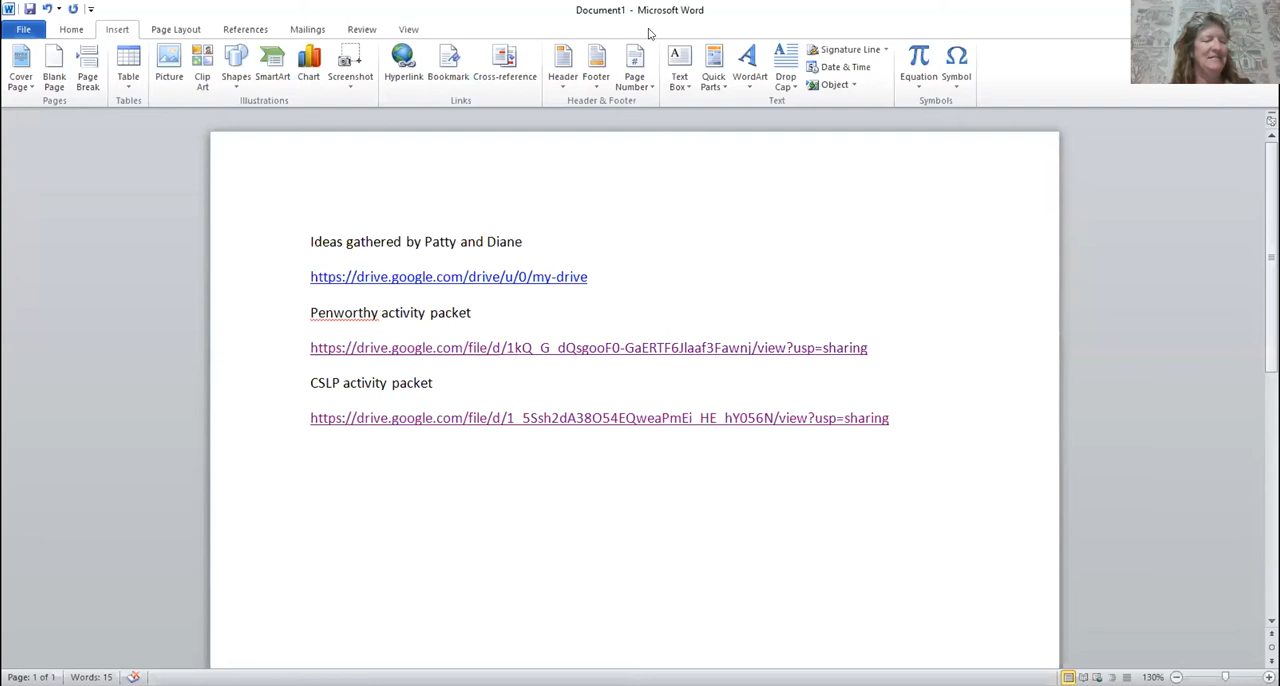 Document1 - Microsoft Word
File Home Insert Page Layout References Mailings Review View
Cover Page Blank Page Page Break Table Picture Clip Art Shapes SmartArt Chart Screenshot Hyperlink Bookmark Cross-reference Header Footer Page Number Text Box Quick Parts WordArt Drop Cap Signature Line Date & Time Object Equation Symbol
Pages Tables Illustrations Links Header & Footer Text Symbols
Ideas gathered by Patty and Diane
https://drive.google.com/drive/u/0/my-drive
Penworthy activity packet
https://drive.google.com/file/d/1kQ_G_dQsgooF0-GaERTF6Jlaaf3Fawnj/view?usp=sharing
CSLP activity packet
https://drive.google.com/file/d/1_5Ssh2dA38O54EQweaPmEi_HE_hY056N/view?usp=sharing
Page: 1 of 1 Words: 15 130%